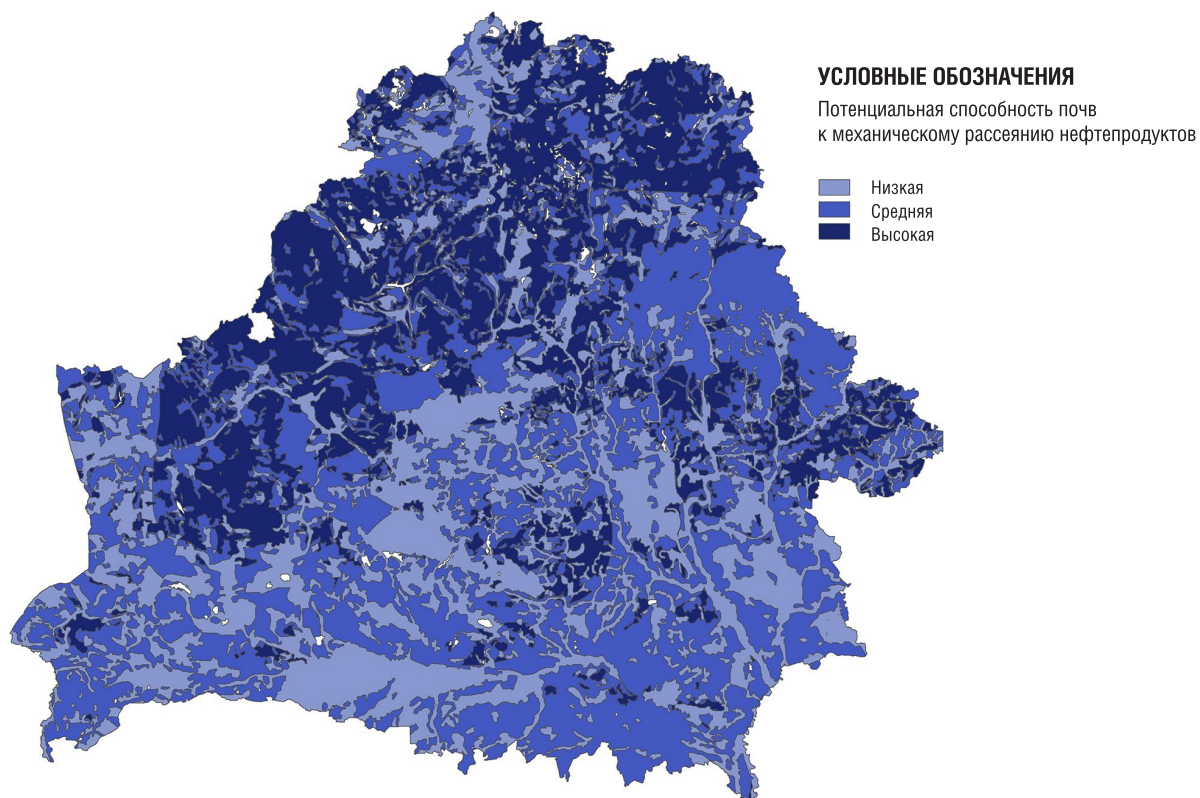 УСЛОВНЫЕ ОБОЗНАЧЕНИЯ
Потенциальная способность почв
к механическому рассеянию нефтепродуктов
Низкая
Средняя
Высокая